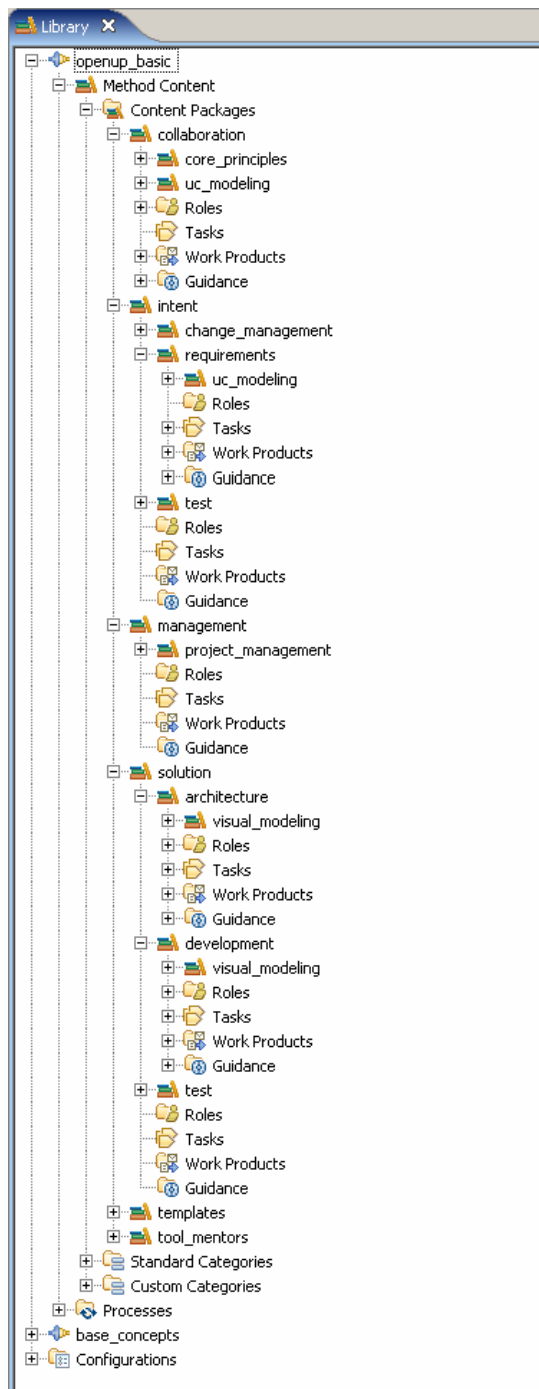 Library
openup_basic
Method Content
Content Packages
collaboration
core_principles
uc_modeling
Roles
Tasks
Work Products
Guidance
intent
change_management
requirements
uc_modeling
Roles
Tasks
Work Products
Guidance
test
Roles
Tasks
Work Products
Guidance
management
project_management
Roles
Tasks
Work Products
Guidance
solution
architecture
visual_modeling
Roles
Tasks
Work Products
Guidance
development
visual_modeling
Roles
Tasks
Work Products
Guidance
test
Roles
Tasks
Work Products
Guidance
templates
tool_mentors
Standard Categories
Custom Categories
Processes
base_concepts
Configurations